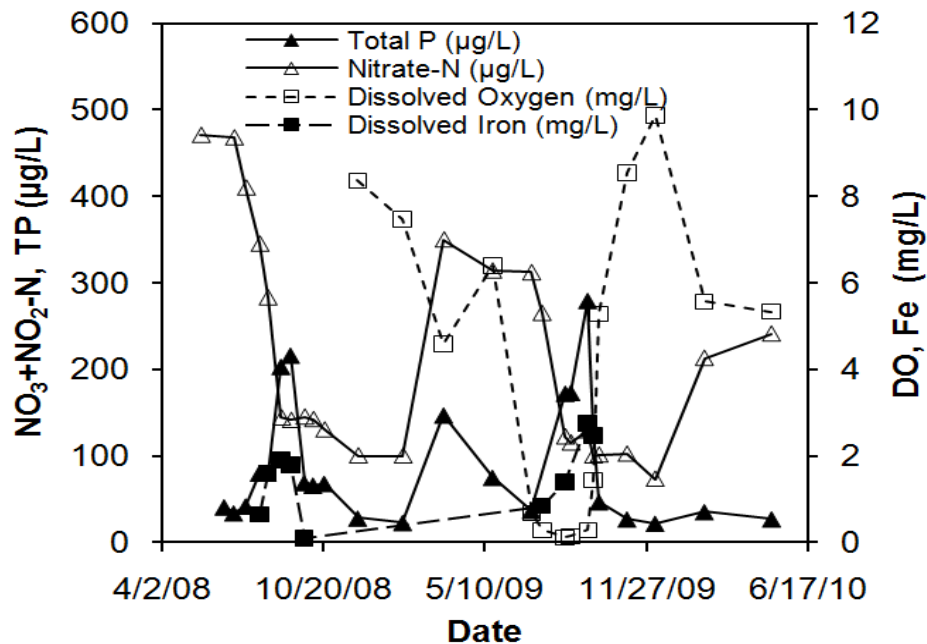 600
500
400
300
200
100
0
12
10
8
6
4
2
0
Total P (µg/L)
Nitrate-N (µg/L)
Dissolved Oxygen (mg/L)
Dissolved Iron (mg/L)
NO3+NO2-N, TP (µg/L)
DO, Fe (mg/L)
4/2/08 10/20/08 5/10/09 11/27/09 6/17/10
Date